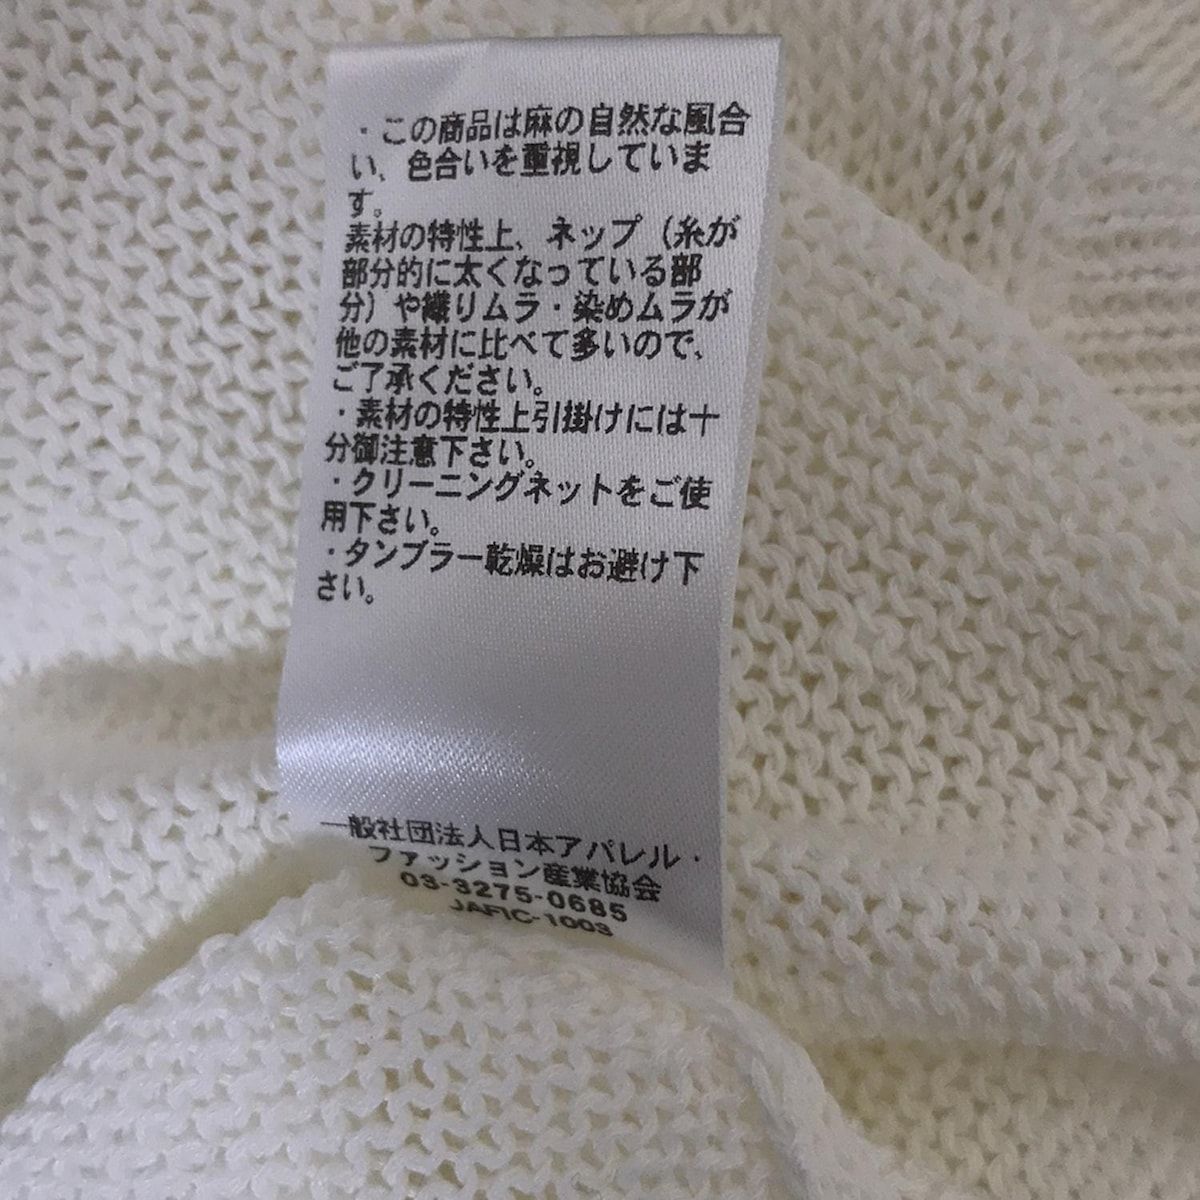 ・この商品は麻の自然な風合
い、色合いを重視していま
す。
素材の特性上、ネップ（糸が
部分的に太くなっている部
分）や織りムラ・染めムラが
他の素材に比べて多いので、
ご了承ください。
・素材の特性上引掛けには十
分御注意下さい。
・クリーニングネットをご使
用下さい。
・タンブラー乾燥はお避け下
さい。
一般社団法人日本アパレル・
ファッション産業協会
03-3275-0685
JAFIC-1003